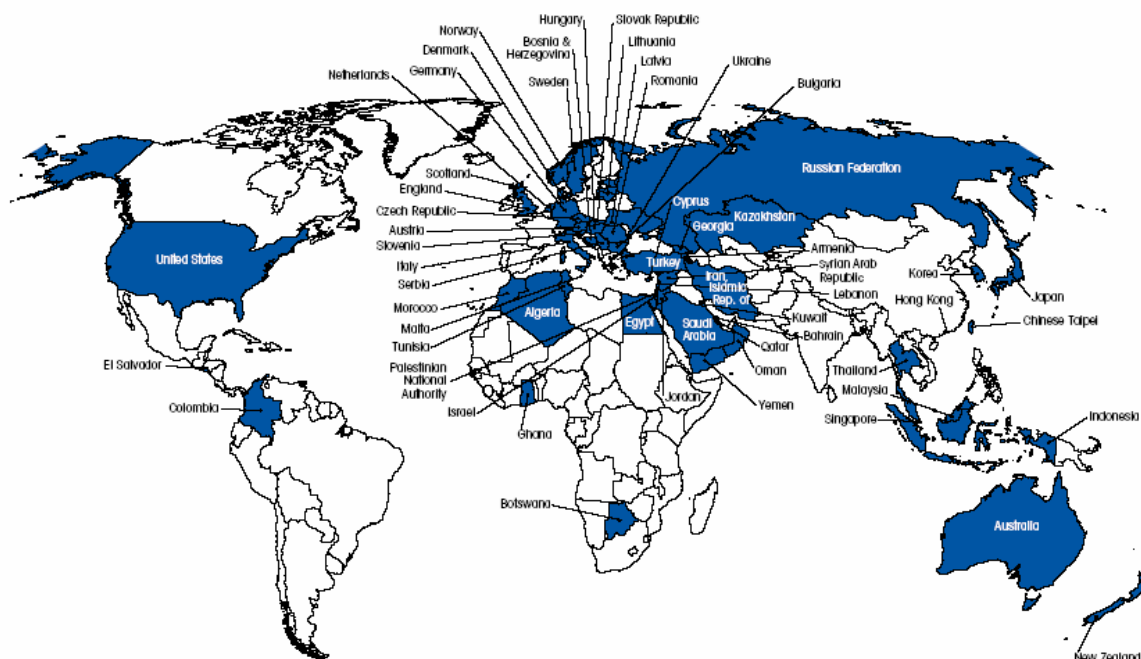 Hungary
Slovak Republic
Norway
Bosnia &
Herzegovina
Lithuania
Denmark
Latvia
Ukraine
Germany
Netherlands
Sweden
Romania
Bulgaria
Russian Federation
Scotland
England
Cyprus
Czech Republic
Kazakhstan
Georgia
Austria
Slovenia
Armenia
United States
Turkey
Italy
Syrian Arab
Republic
Iran,
Islamic
Rep. of
Korea
Serbia
Lebanon
Japan
Morocco
Algeria
Hong Kong
Egypt
Saudi
Arabia
Kuwait
Malta
Chinese Taipei
Bahrain
Tunisia
Qatar
El Salvador
Palestinian
National
Authority
Oman
Thailand
Malaysia
Jordan
Colombia
Israel
Yemen
Singapore
Indonesia
Ghana
Botswana
Australia
New Zealand